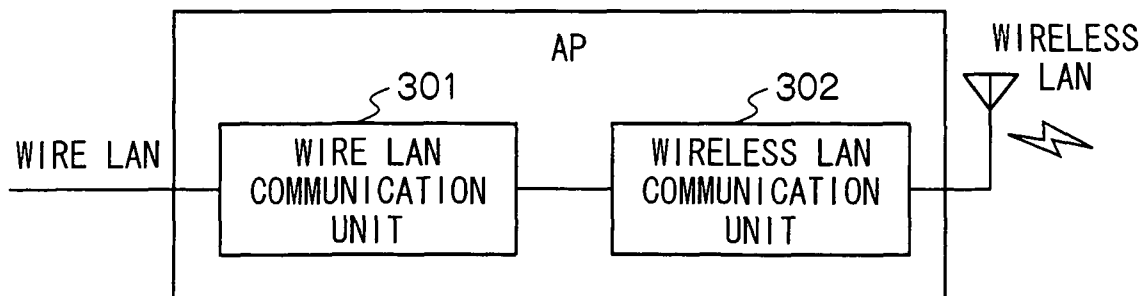 AP
WIRELESS
LAN
301
302
WIRE LAN
WIRE LAN
COMMUNICATION
UNIT
WIRELESS LAN
COMMUNICATION
UNIT